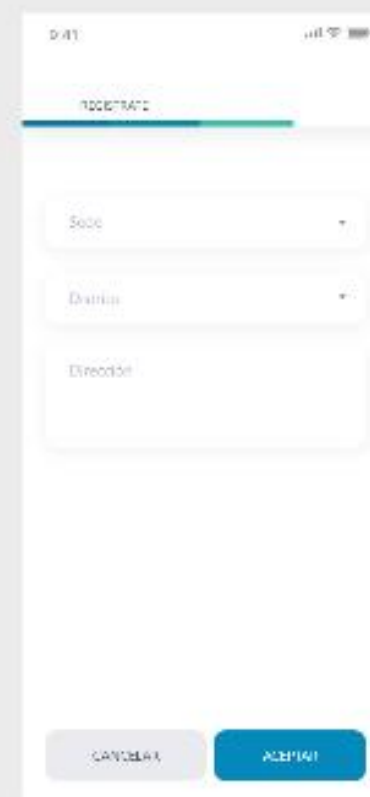 9:41
REGISTRATE
Sede
Distrito
Dirección
CANCELAR
ACEPTAR